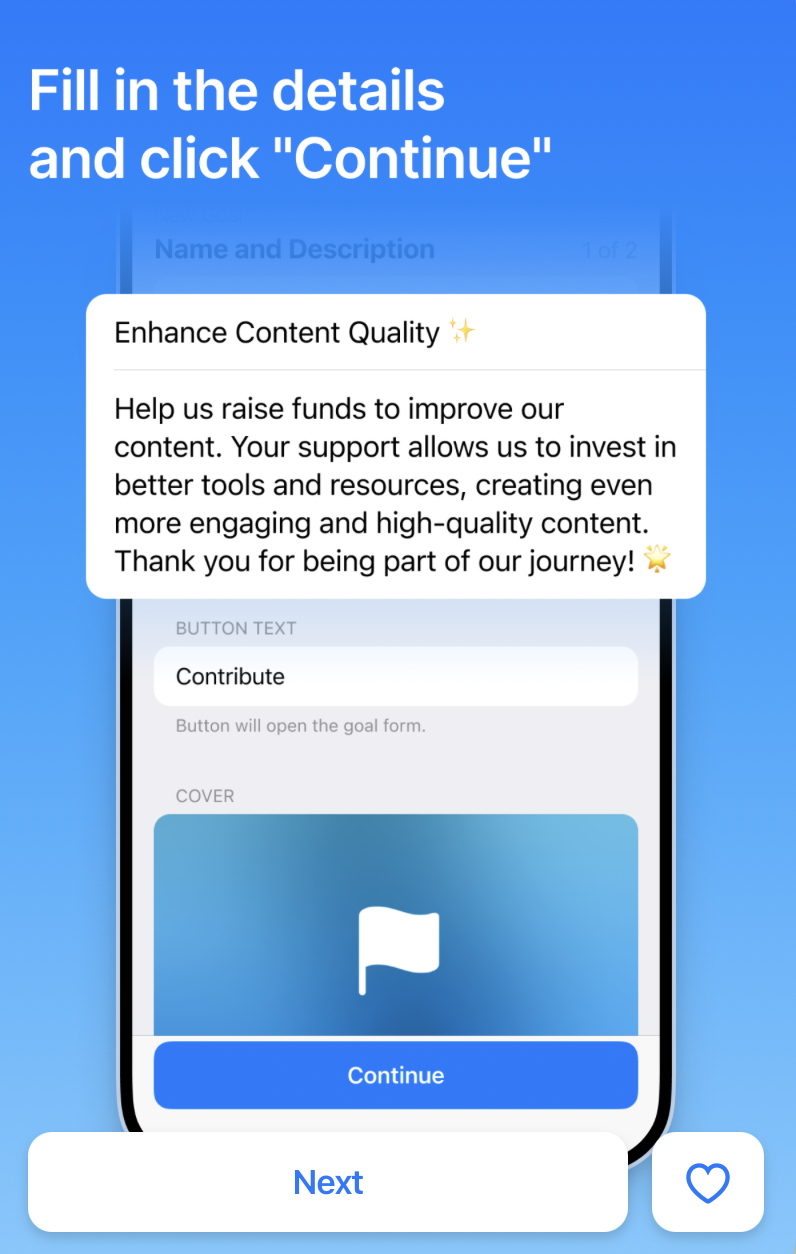 Fill in the details
and click "Continue"
Name and Description
1 of 2
Enhance Content Quality ✨
Help us raise funds to improve our
content. Your support allows us to invest in
better tools and resources, creating even
more engaging and high-quality content.
Thank you for being part of our journey! 🌟
BUTTON TEXT
Contribute
Button will open the goal form.
COVER
Continue
Next